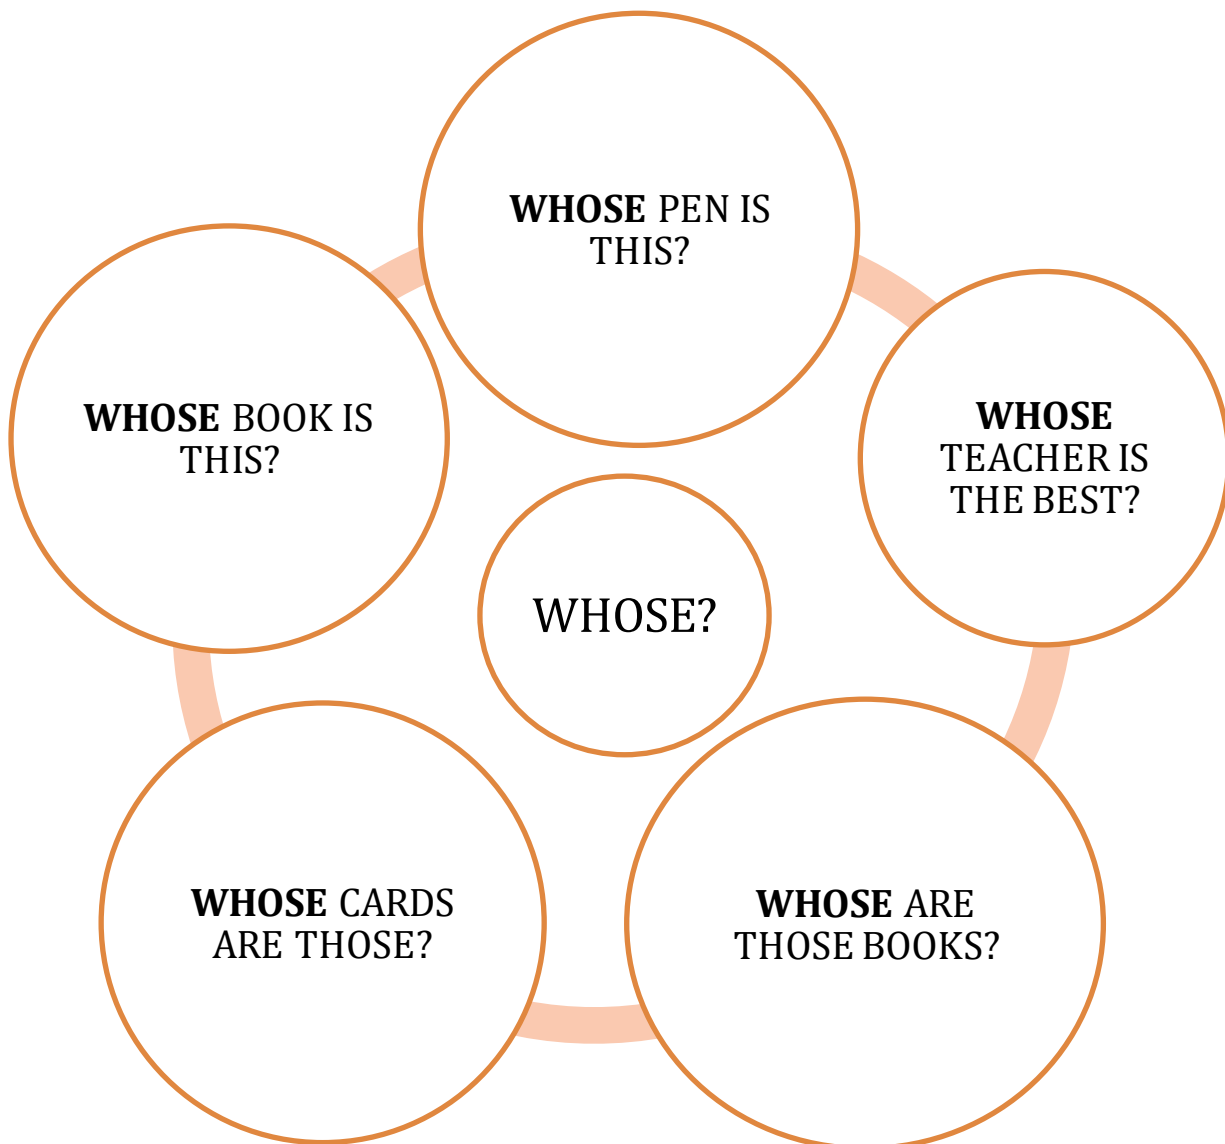 WHOSE PEN IS
THIS?
WHOSE
TEACHER IS
THE BEST?
WHOSE ARE
THOSE BOOKS?
WHOSE CARDS
ARE THOSE?
WHOSE BOOK IS
THIS?
WHOSE?